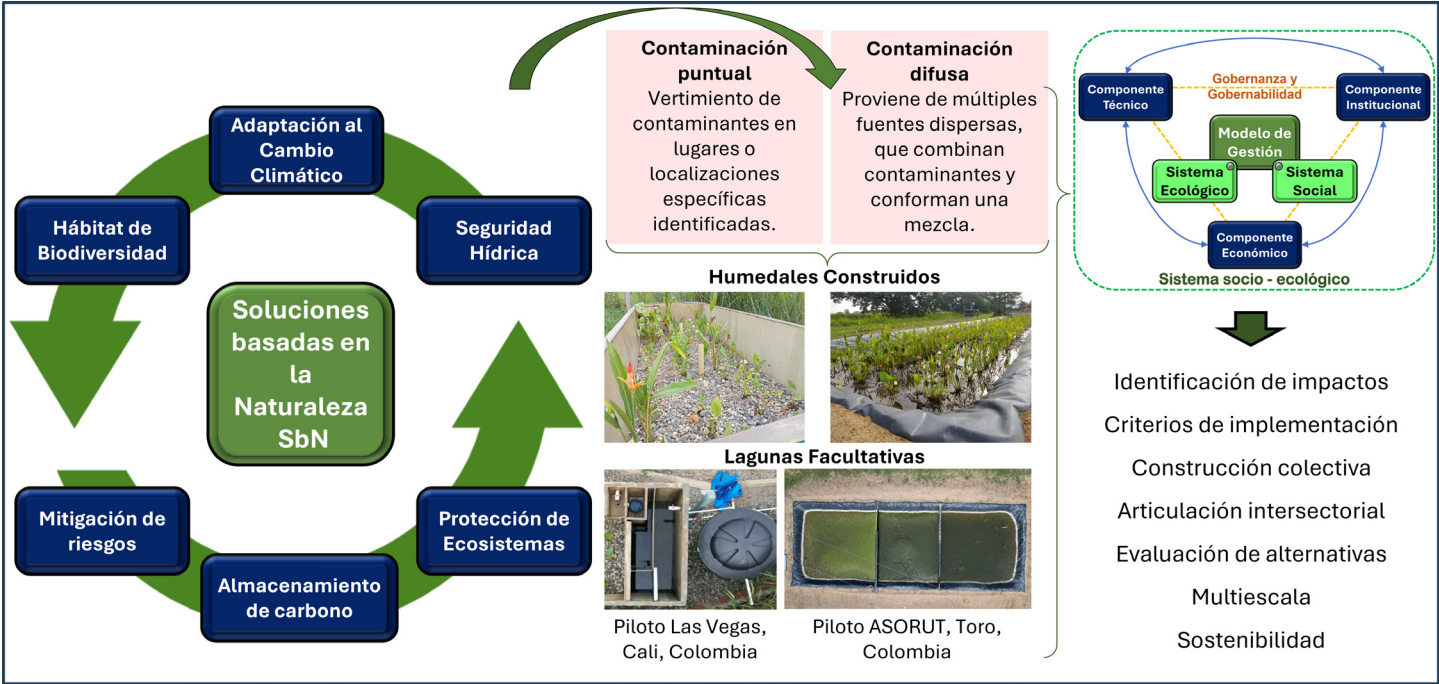 Adaptación al
Cambio
Climático
Hábitat de
Biodiversidad
Seguridad
Hídrica
Soluciones
basadas en
la
Naturaleza
SbN
Mitigación de
riesgos
Protección de
Ecosistemas
Almacenamiento
de carbono
Contaminación
puntual
Vertimiento de
contaminantes en
lugares o
localizaciones
específicas
identificadas.
Contaminación
difusa
Proviene de múltiples
fuentes dispersas,
que combinan
contaminantes y
conforman una
mezcla.
Humedales Construidos
Lagunas Facultativas
Piloto Las Vegas,
Cali, Colombia
Piloto ASORUT, Toro,
Colombia
Componente
Técnico
Gobernanza y
Gobernabilidad
Componente
Institucional
Modelo de
Gestión
Sistema
Ecológico
Sistema
Social
Componente
Económico
Sistema socio - ecológico
Identificación de impactos
Criterios de implementación
Construcción colectiva
Articulación intersectorial
Evaluación de alternativas
Multiescala
Sostenibilidad